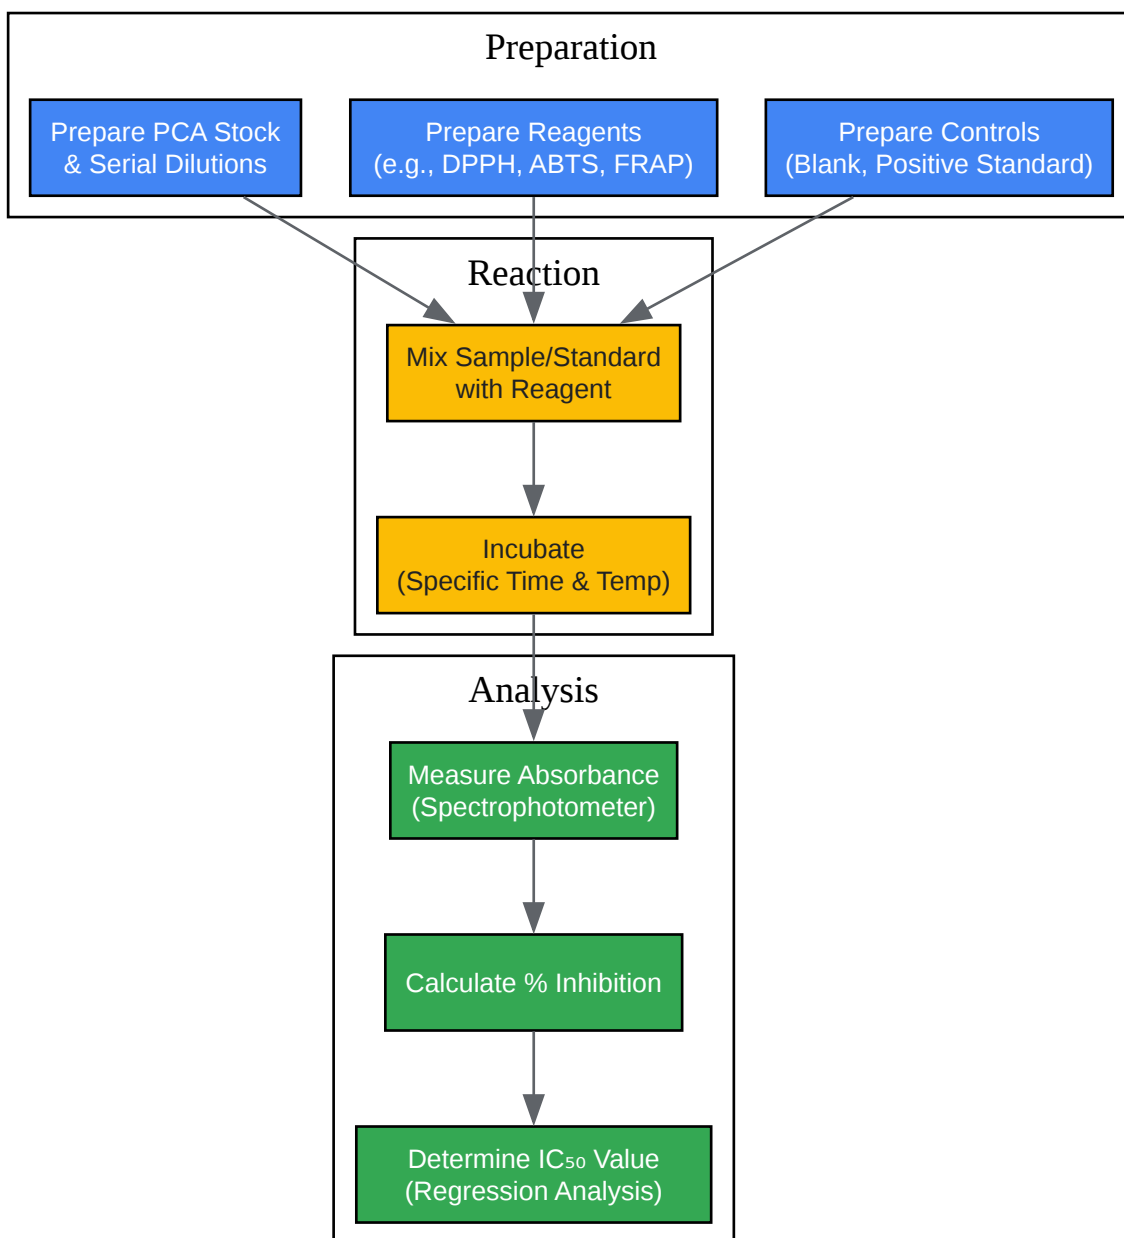 Preparation
Prepare PCA Stock
& Serial Dilutions
Prepare Reagents
(e.g., DPPH, ABTS, FRAP)
Prepare Controls
(Blank, Positive Standard)
Reaction
Mix Sample/Standard
with Reagent
Incubate
(Specific Time & Temp)
Analysis
Measure Absorbance
(Spectrophotometer)
Calculate % Inhibition
Determine IC₅₀ Value
(Regression Analysis)